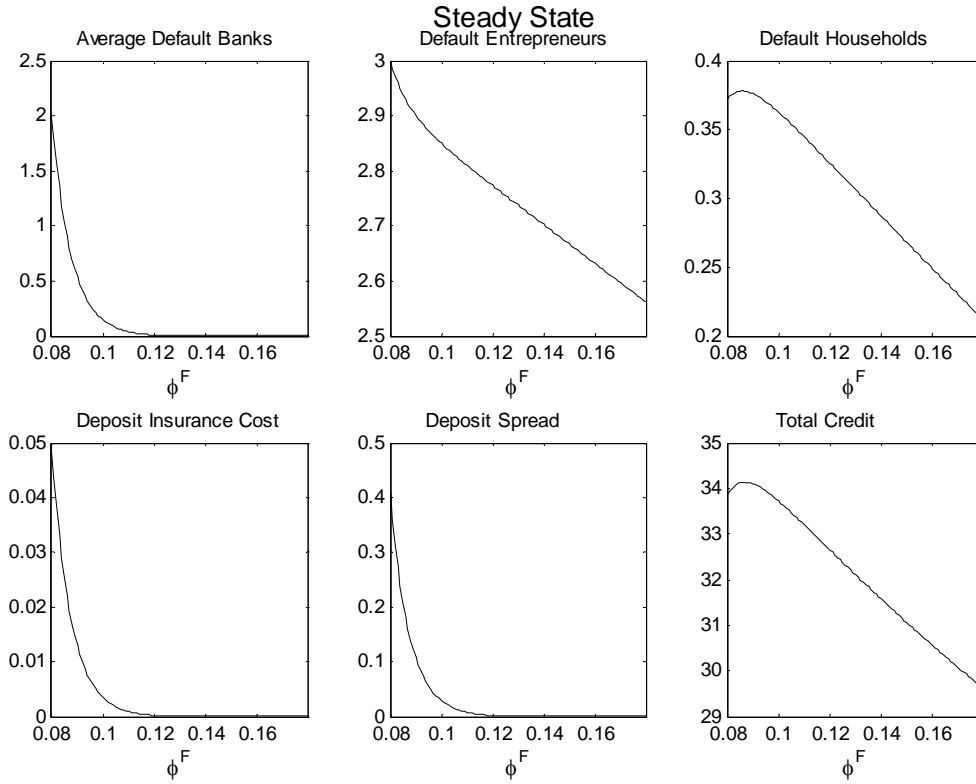 Steady State
Average Default Banks
Default Entrepreneurs
Default Households
2.5
2
1.5
1
0.5
0
0.08 0.1 0.12 0.14 0.16
ϕF
3
2.9
2.8
2.7
2.6
2.5
0.08 0.1 0.12 0.14 0.16
ϕF
0.4
0.35
0.3
0.25
0.2
0.08 0.1 0.12 0.14 0.16
ϕF
Deposit Insurance Cost
Deposit Spread
Total Credit
0.05
0.04
0.03
0.02
0.01
0
0.08 0.1 0.12 0.14 0.16
ϕF
0.5
0.4
0.3
0.2
0.1
0
0.08 0.1 0.12 0.14 0.16
ϕF
35
34
33
32
31
30
29
0.08 0.1 0.12 0.14 0.16
ϕF